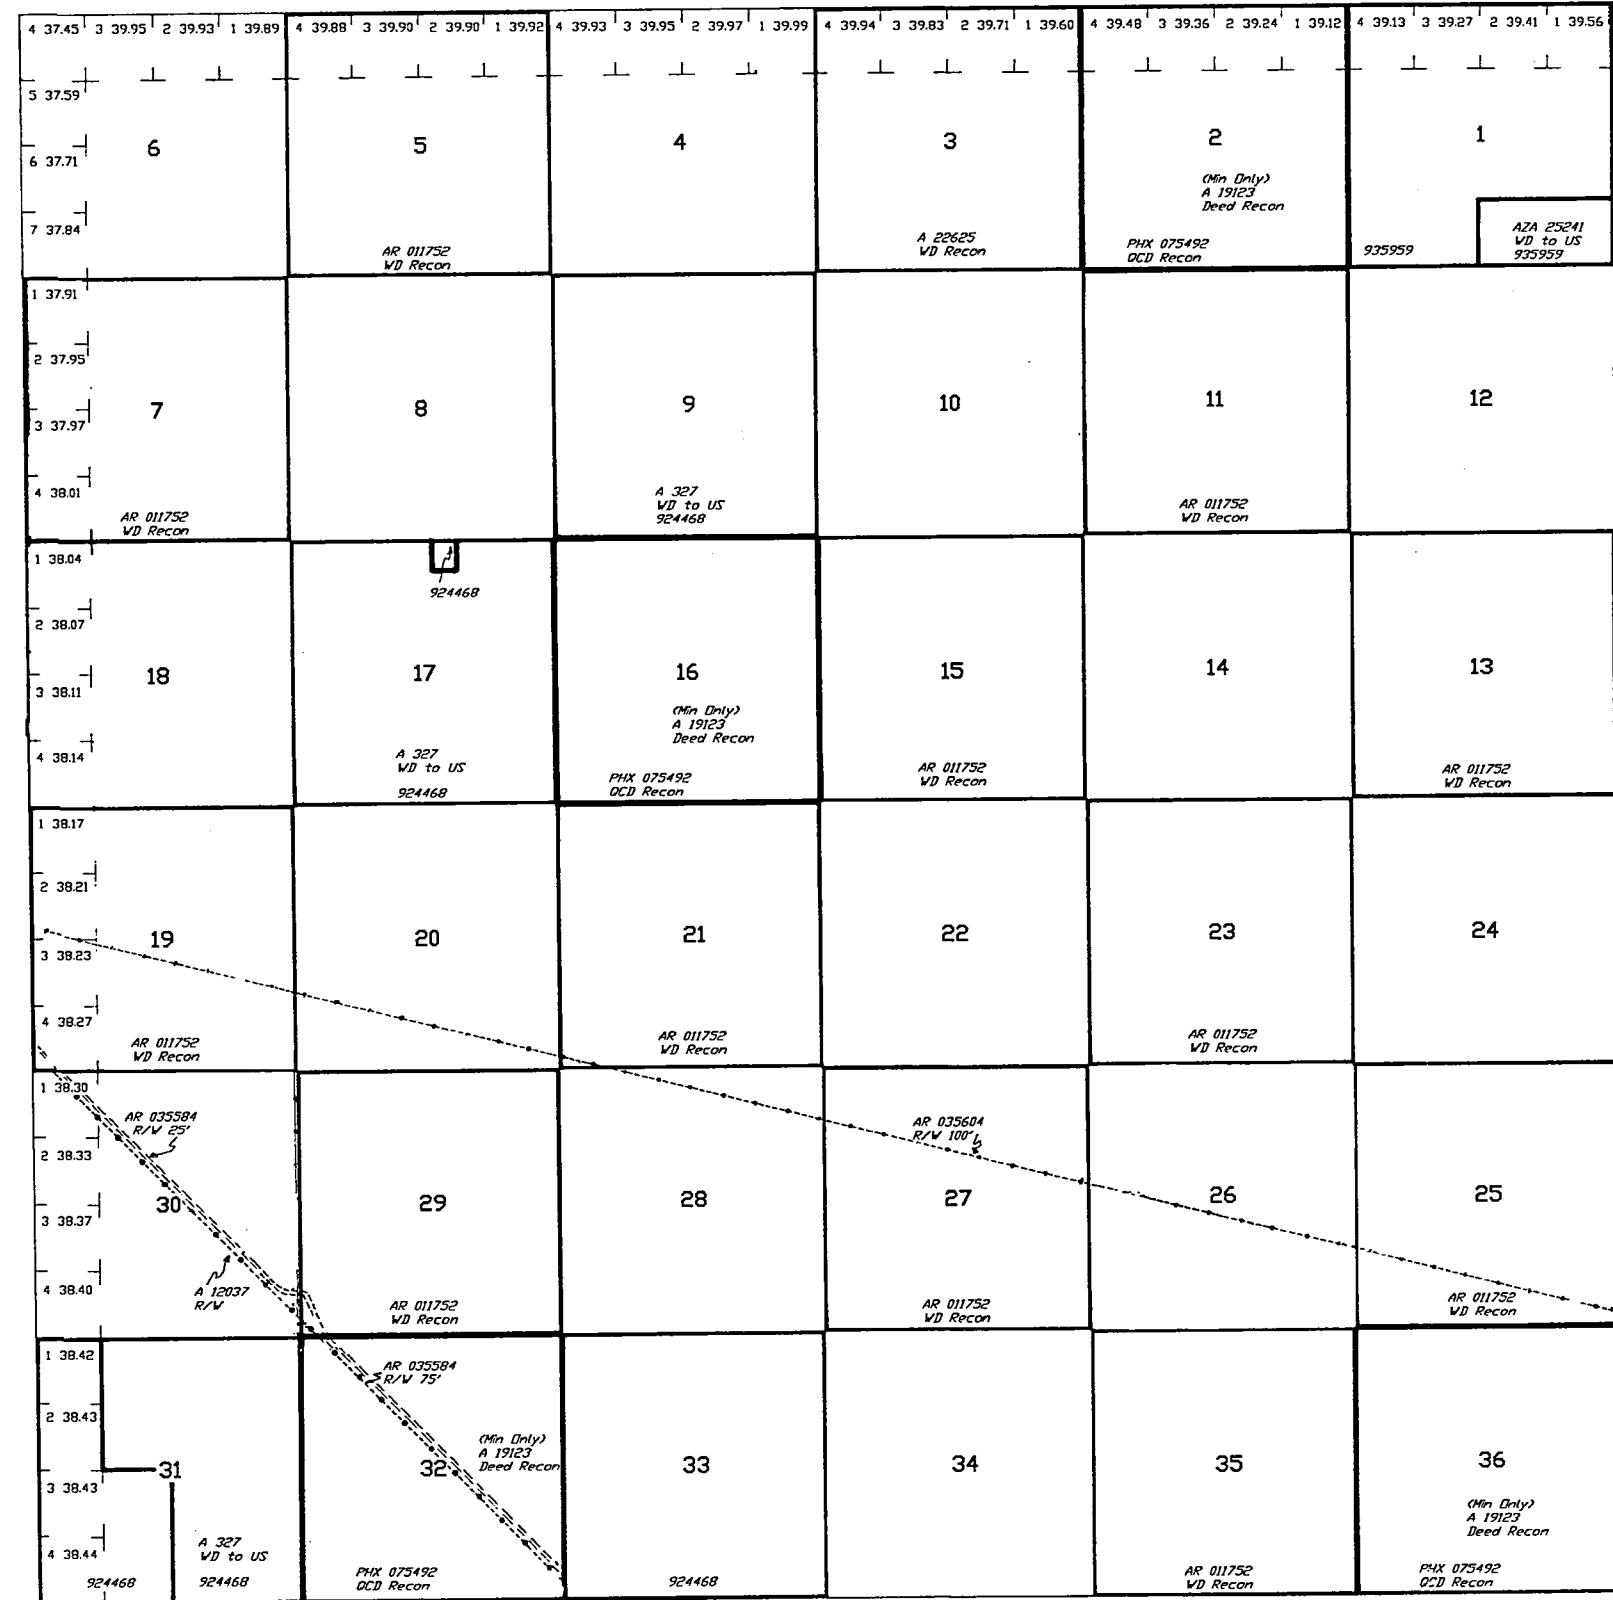 4 37.45 3 39.95 2 39.93 1 39.89 4 39.88 3 39.90 2 39.90 1 39.92 4 39.93 3 39.95 2 39.97 1 39.99 4 39.94 3 39.83 2 39.71 1 39.60 4 39.48 3 39.36 2 39.24 1 39.12 4 39.13 3 39.27 2 39.41 1 39.56
5 37.59
6 37.71
7 37.84
6
5
AR 011752
WD Recon
4
3
A 22625
WD Recon
2
(Min Only)
A 19123
Deed Recon
PHX 075492
QCD Recon
1
935959
AZA 25241
WD to US
935959
1 37.91
2 37.95
3 37.97
4 38.01
7
AR 011752
WD Recon
8
9
A 327
WD to US
924468
10
11
AR 011752
WD Recon
12
1 38.04
2 38.07
3 38.11
4 38.14
18
924468
17
A 327
WD to US
924468
16
(Min Only)
A 19123
Deed Recon
PHX 075492
QCD Recon
15
AR 011752
WD Recon
14
13
AR 011752
WD Recon
1 38.17
2 38.21
3 38.23
4 38.27
19
AR 011752
WD Recon
20
21
AR 011752
WD Recon
22
23
AR 011752
WD Recon
24
1 38.30
2 38.33
3 38.37
4 38.40
AR 035584
R/W 25'
30
A 12037
R/W
29
AR 011752
WD Recon
28
AR 035604
R/W 100'
27
AR 011752
WD Recon
26
25
AR 011752
WD Recon
1 38.42
2 38.43
3 38.43
4 38.44
31
924468
A 327
WD to US
924468
AR 035584
R/W 75'
32
(Min Only)
A 19123
Deed Recon
PHX 075492
QCD Recon
33
924468
34
35
AR 011752
WD Recon
36
(Min Only)
A 19123
Deed Recon
PHX 075492
QCD Recon